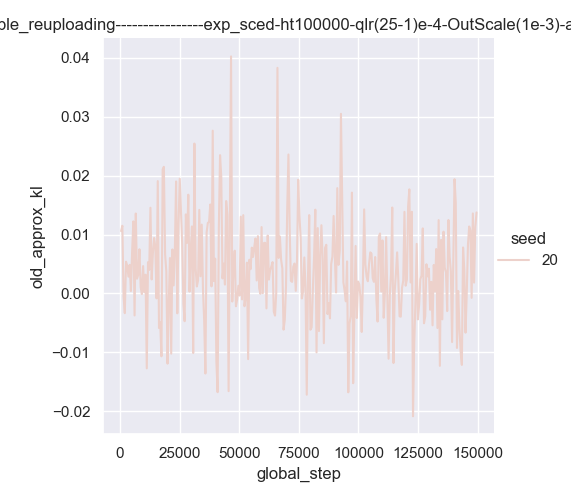 ble_reuploading----------------exp_sced-ht100000-qlr(25-1)e-4-OutScale(1e-3)-a
0.04
0.03
0.02
0.01
0.00
−0.01
−0.02
old_approx_kl
0 25000 50000 75000 100000 125000 150000
global_step
seed
20